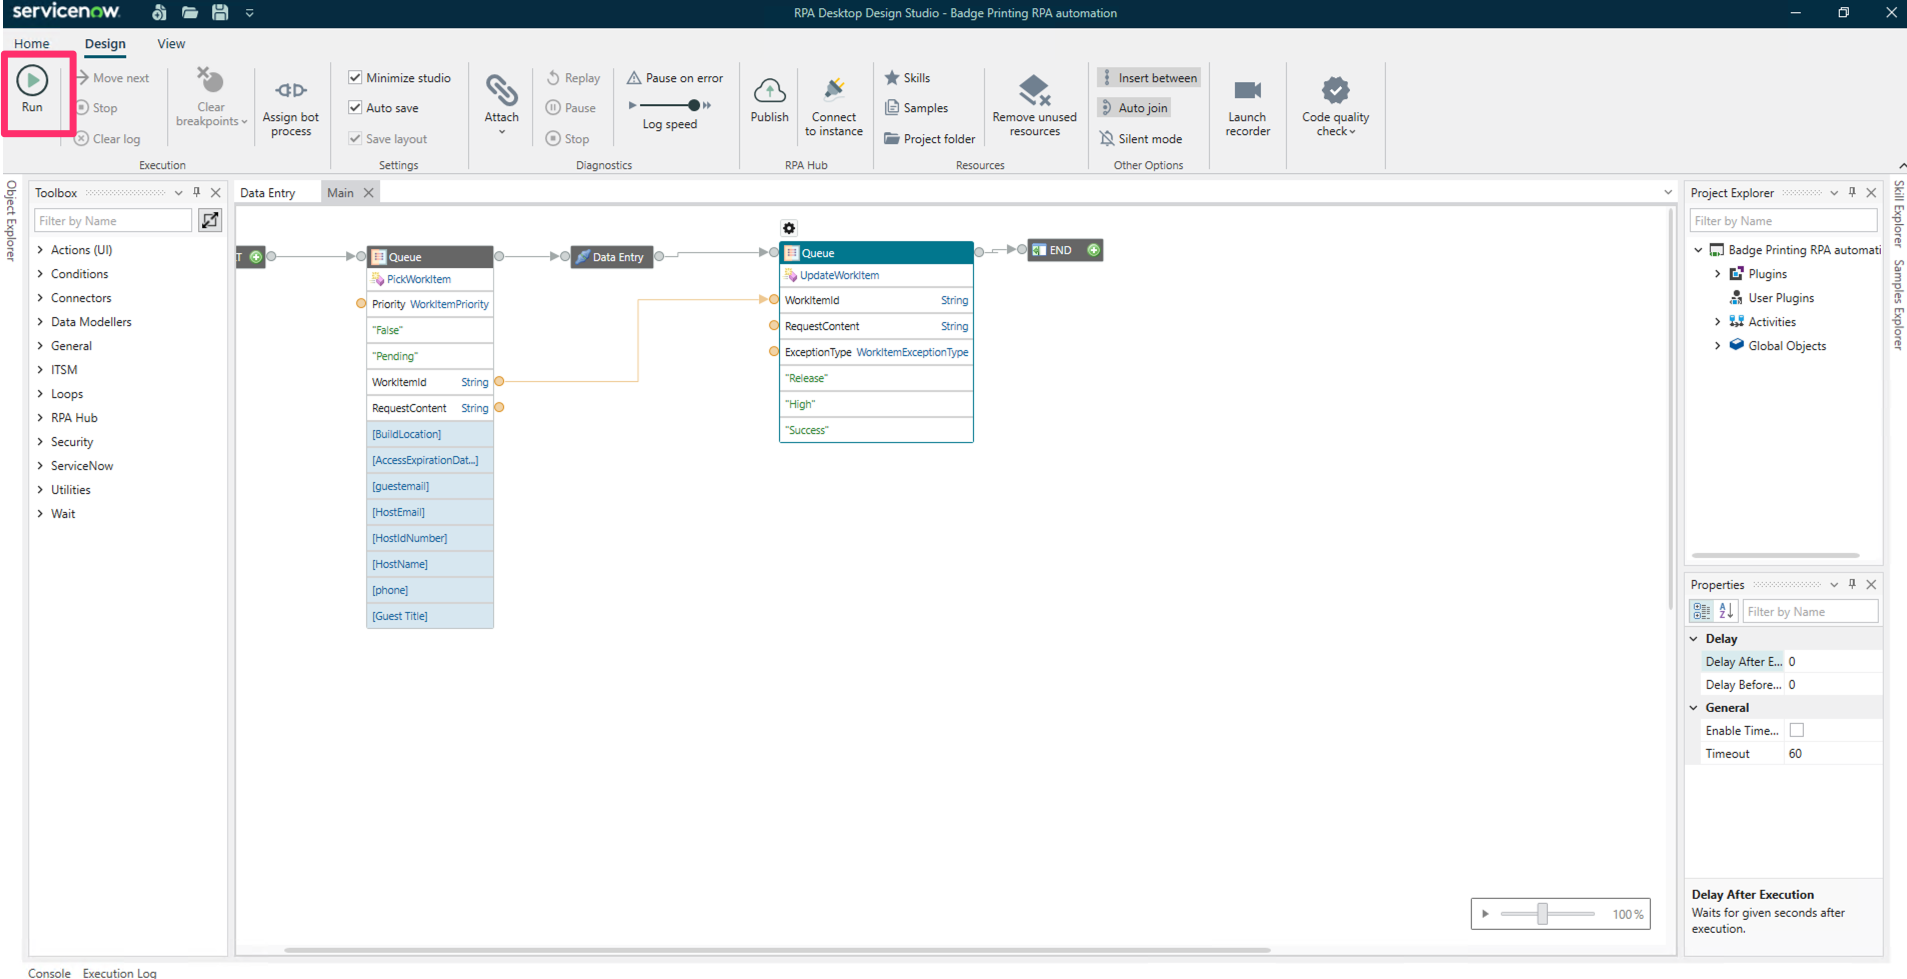 servicenow
RPA Desktop Design Studio - Badge Printing RPA automation
Home Design View
Run
Move next
Stop
Clear log
Clear
breakpoints
Execution
Assign bot
process
Minimize studio
Auto save
Save layout
Settings
Attach
Replay
Pause
Stop
Pause on error
Log speed
Diagnostics
Publish
Connect
to instance
RPA Hub
Skills
Samples
Project folder
Remove unused
resources
Resources
Insert between
Auto join
Silent mode
Other Options
Launch
recorder
Code quality
check
Object Explorer
Toolbox
Filter by Name
Actions (UI)
Conditions
Connectors
Data Modellers
General
ITSM
Loops
RPA Hub
Security
ServiceNow
Utilities
Wait
Data Entry
Main
T
Queue
PickWorkItem
Priority WorkItemPriority
"False"
"Pending"
WorkItemId String
RequestContent String
[BuildLocation]
[AccessExpirationDat...]
[guestemail]
[HostEmail]
[HostIdNumber]
[HostName]
[phone]
[Guest Title]
Data Entry
Queue
UpdateWorkItem
WorkItemId String
RequestContent String
ExceptionType WorkItemExceptionType
"Release"
"High"
"Success"
END
100%
Project Explorer
Filter by Name
Badge Printing RPA automati
Plugins
User Plugins
Activities
Global Objects
Properties
Filter by Name
Delay
Delay After E... 0
Delay Before... 0
General
Enable Time...
Timeout 60
Delay After Execution
Waits for given seconds after
execution.
Skill Explorer
Samples Explorer
Console Execution Log